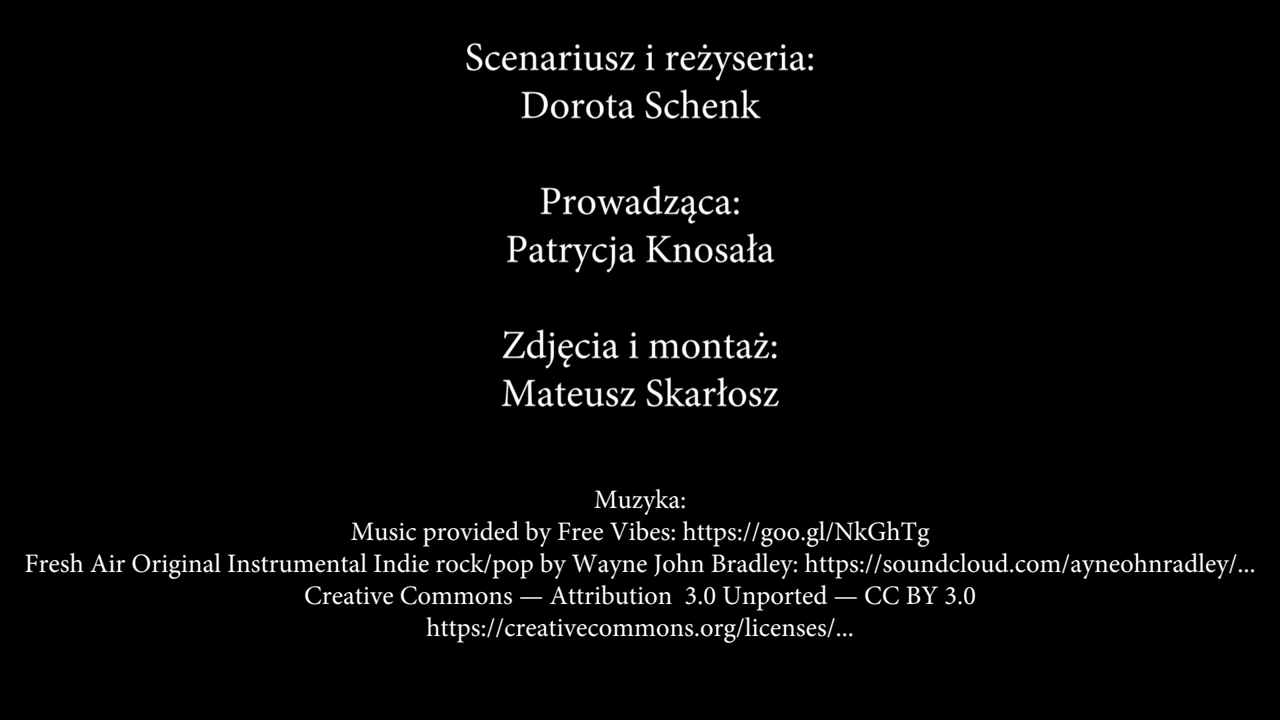 Scenariusz i reżyseria:
Dorota Schenk
Prowadząca:
Patrycja Knosała
Zdjęcia i montaż:
Mateusz Skarłosz
Muzyka:
Music provided by Free Vibes: https://goo.gl/NkGhTg
Fresh Air Original Instrumental Indie rock/pop by Wayne John Bradley: https://soundcloud.com/ayneohnradley/...
Creative Commons — Attribution  3.0 Unported — CC BY 3.0
https://creativecommons.org/licenses/...